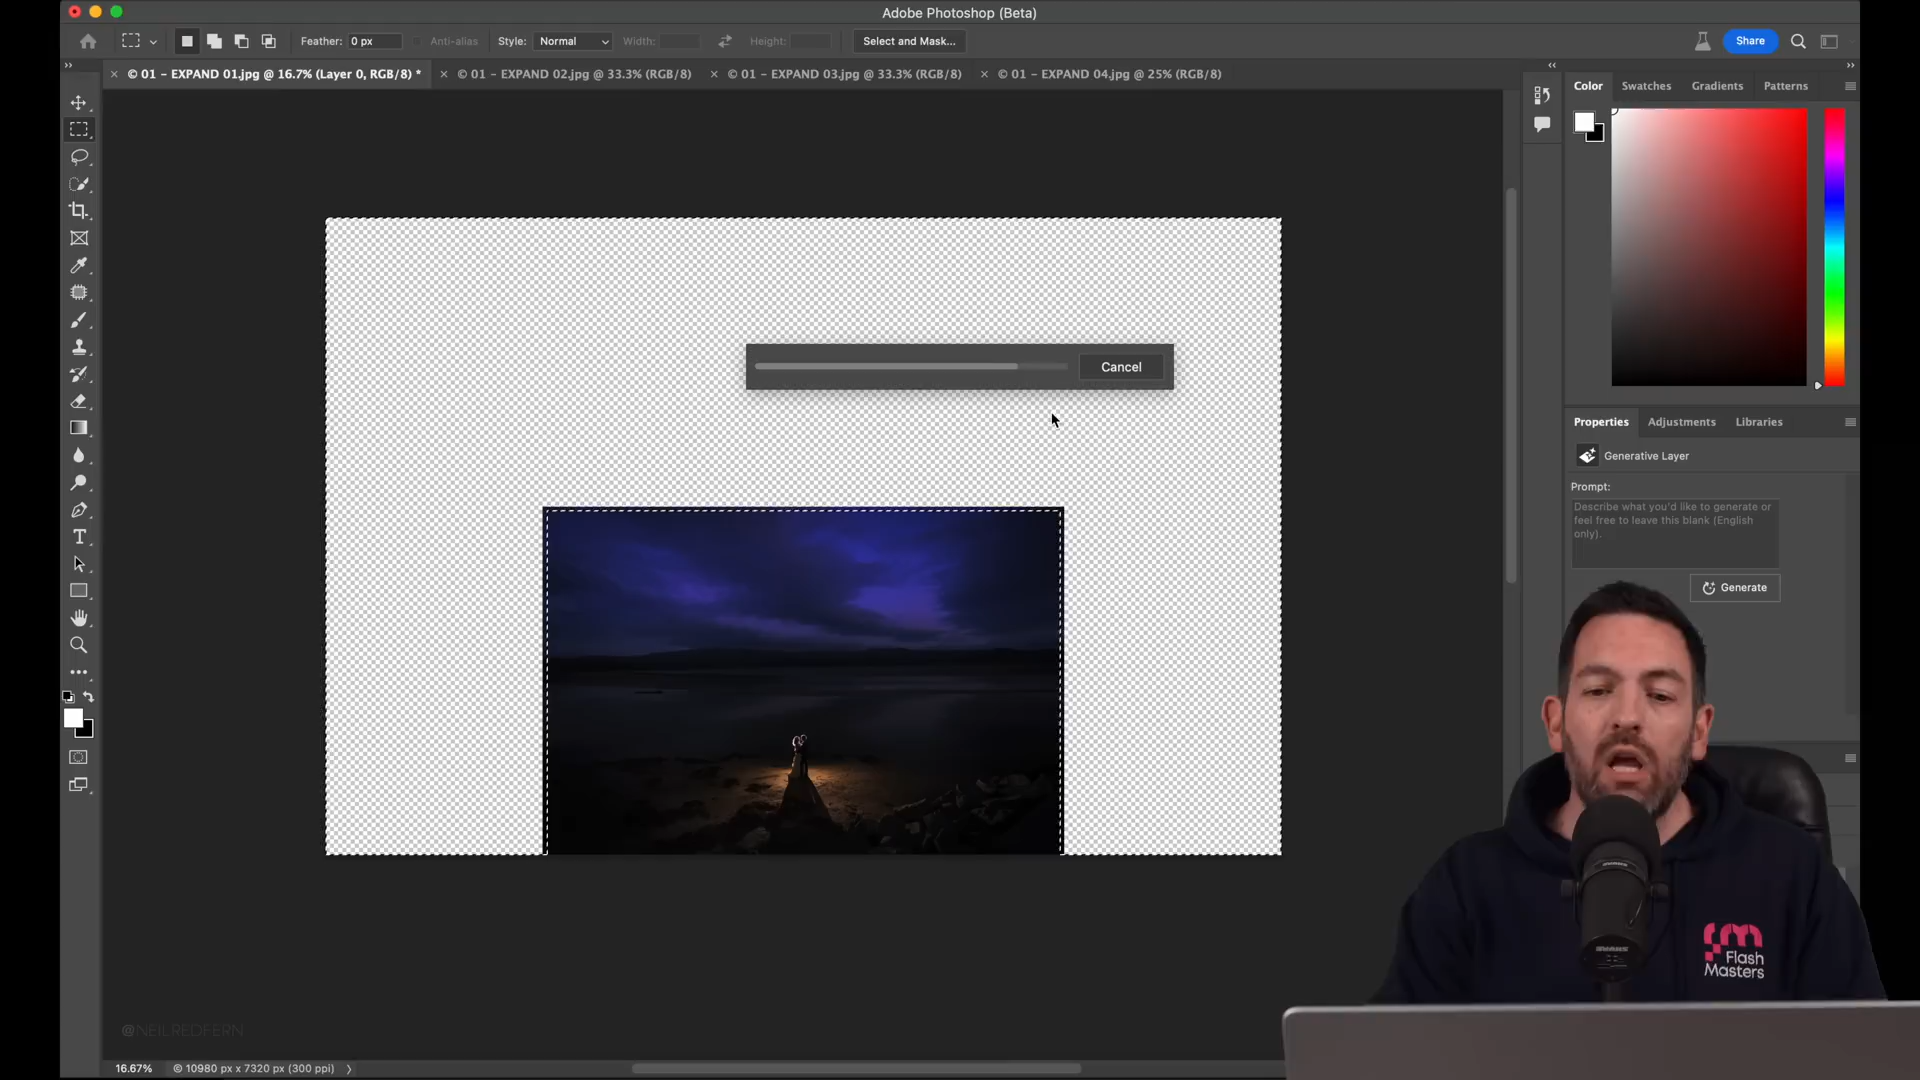 Adobe Photoshop (Beta)
Feather: 0 px Anti-alias Style: Normal Width: Height: Select and Mask... Share
© 01 - EXPAND 01.jpg @ 16.7% (Layer 0, RGB/8) * © 01 - EXPAND 02.jpg @ 33.3% (RGB/8) © 01 - EXPAND 03.jpg @ 33.3% (RGB/8) © 01 - EXPAND 04.jpg @ 25% (RGB/8)
Color Swatches Gradients Patterns
Cancel
Properties Adjustments Libraries
Generative Layer
Prompt:
Describe what you'd like to generate or
feel free to leave this blank (English
only).
Generate
Flash
Masters
@NEILREDFERN
16.67% © 10980 px x 7320 px (300 ppi)